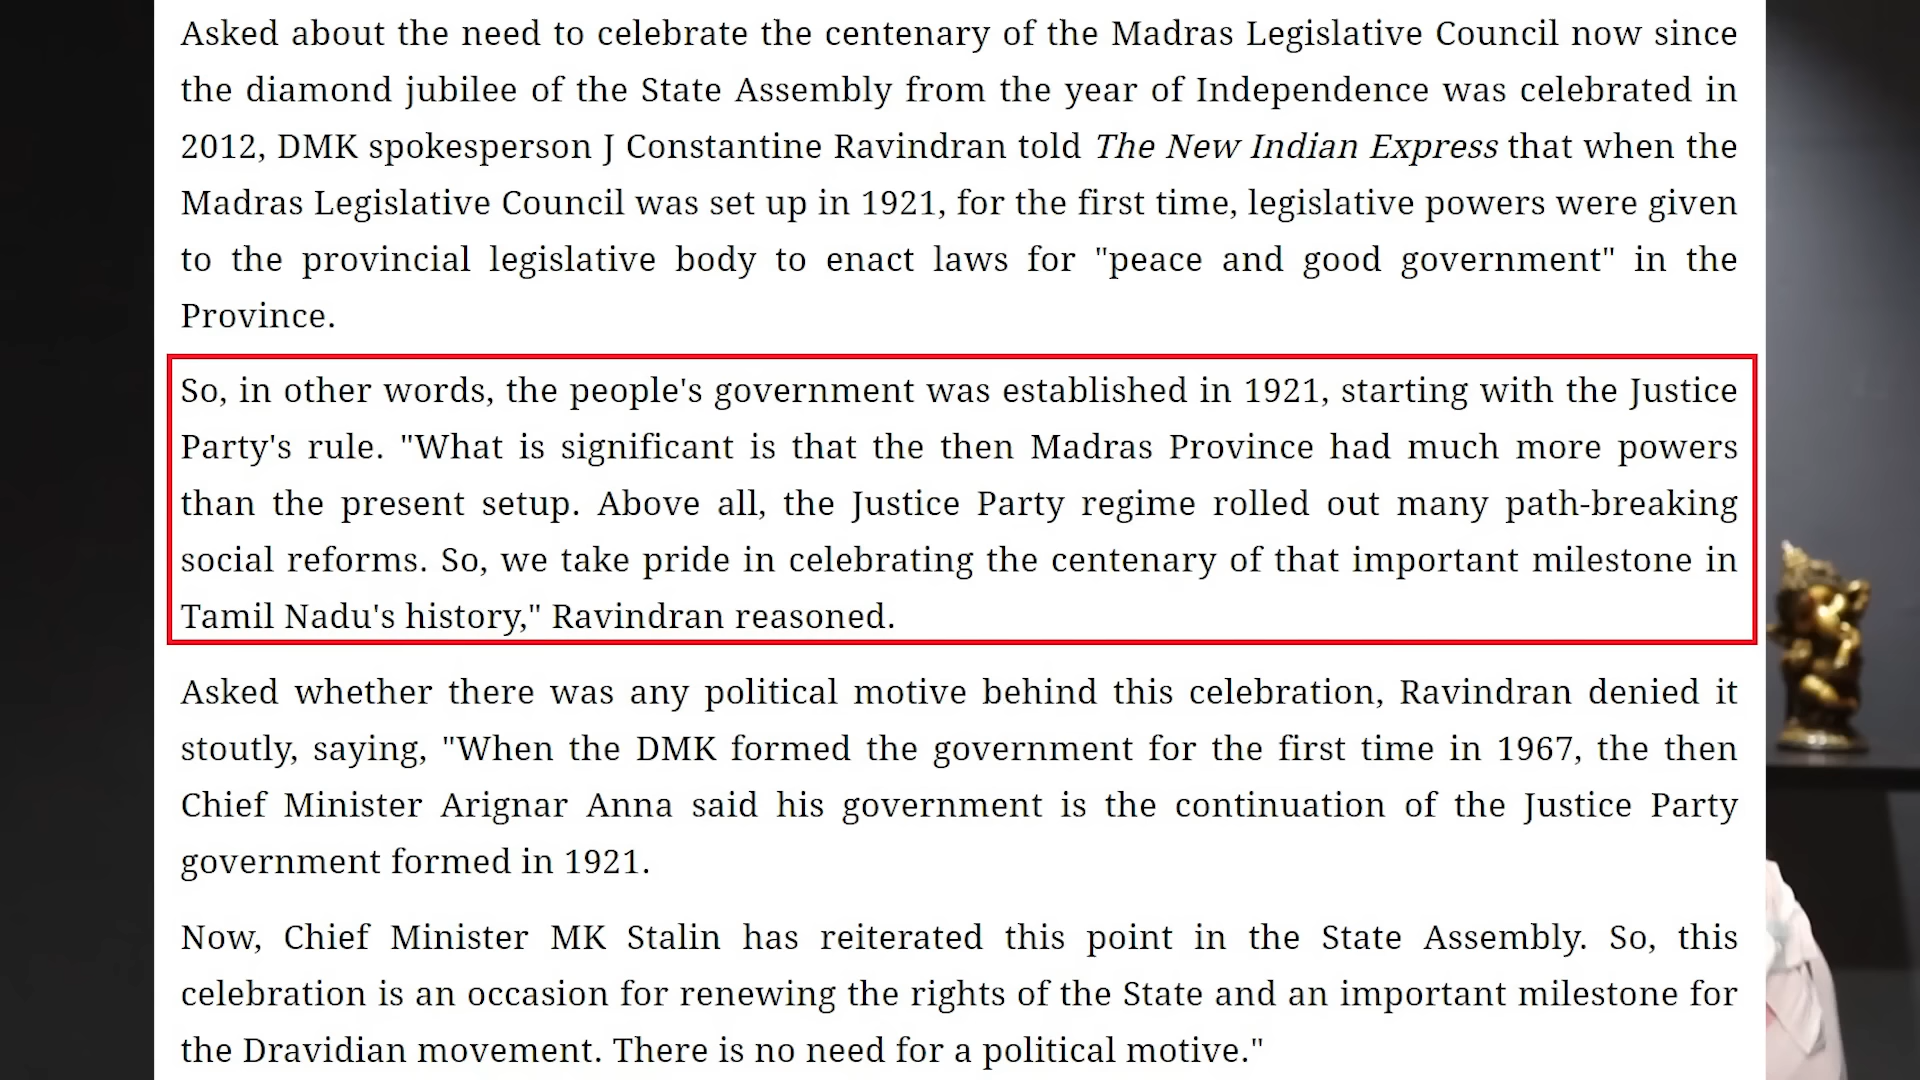 Asked about the need to celebrate the centenary of the Madras Legislative Council now since
the diamond jubilee of the State Assembly from the year of Independence was celebrated in
2012, DMK spokesperson J Constantine Ravindran told The New Indian Express that when the
Madras Legislative Council was set up in 1921, for the first time, legislative powers were given
to the provincial legislative body to enact laws for "peace and good government" in the
Province.
So, in other words, the people's government was established in 1921, starting with the Justice
Party's rule. "What is significant is that the then Madras Province had much more powers
than the present setup. Above all, the Justice Party regime rolled out many path-breaking
social reforms. So, we take pride in celebrating the centenary of that important milestone in
Tamil Nadu's history," Ravindran reasoned.
Asked whether there was any political motive behind this celebration, Ravindran denied it
stoutly, saying, "When the DMK formed the government for the first time in 1967, the then
Chief Minister Arignar Anna said his government is the continuation of the Justice Party
government formed in 1921.
Now, Chief Minister MK Stalin has reiterated this point in the State Assembly. So, this
celebration is an occasion for renewing the rights of the State and an important milestone for
the Dravidian movement. There is no need for a political motive."